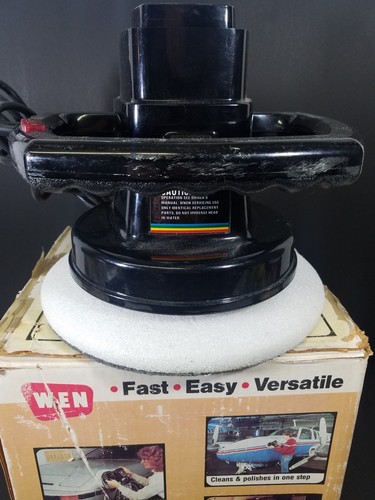 CAUTION:
OPERATION SEE OWNER'S
MANUAL. WHEN SERVICING USE
ONLY IDENTICAL REPLACEMENT
PARTS. DO NOT IMMERSE HEAD
IN WATER.
WEN
• Fast • Easy • Versatile
Cleans & polishes in one step